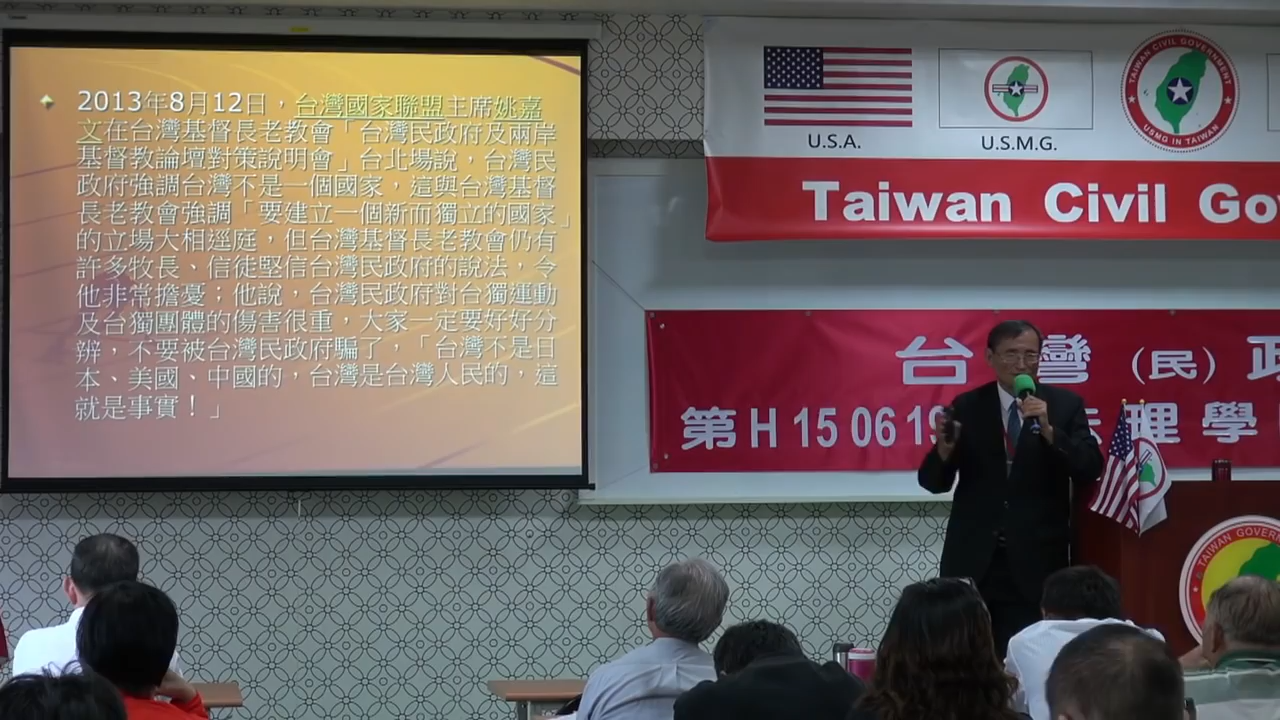 2013年8月12日，台灣國家聯盟主席姚嘉
文在台灣基督長老教會「台灣民政府及兩岸
基督教論壇對策說明會」台北場說，台灣民
政府強調台灣不是一個國家，這與台灣基督
長老教會強調「要建立一個新而獨立的國家」
的立場大相逕庭，但台灣基督長老教會仍有
許多牧長、信徒堅信台灣民政府的說法，令
他非常擔憂；他說，台灣民政府對台獨運動
及台獨團體的傷害很重，大家一定要好好分
辨，不要被台灣民政府騙了，「台灣不是日
本、美國、中國的，台灣是台灣人民的，這
就是事實！」
U.S.A.
U.S.M.G.
TAIWAN CIVIL GOVERNMENT
USMG IN TAIWAN
Taiwan Civil Go
台灣（民）政
第H 15 06 19
理學
TAIWAN GOVERN